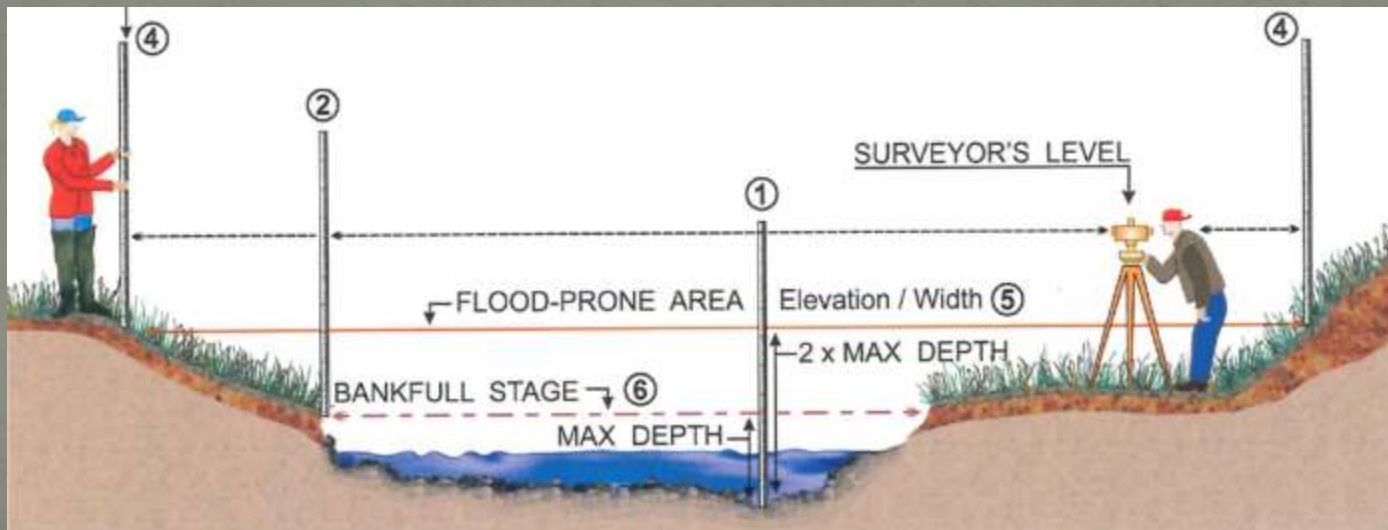 ④
④
②
SURVEYOR'S LEVEL
①
FLOOD-PRONE AREA Elevation / Width ⑤
2 x MAX DEPTH
BANKFULL STAGE ⑥
MAX DEPTH